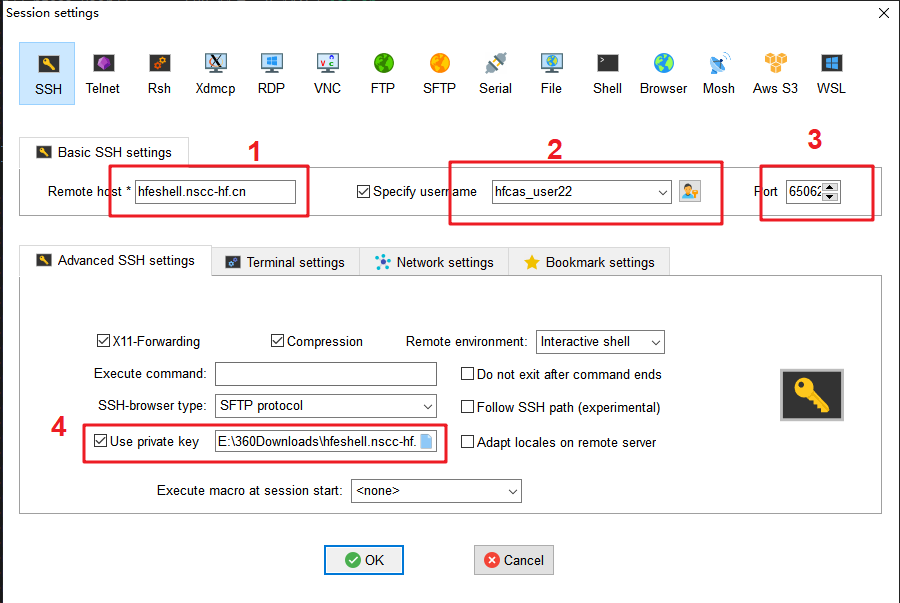 Session settings
SSH Telnet Rsh Xdmcp RDP VNC FTP SFTP Serial File Shell Browser Mosh Aws S3 WSL
1 2 3
Basic SSH settings
Remote host * hfeshell.nscc-hf.cn Specify username hfcas_user22 Port 65062
Advanced SSH settings Terminal settings Network settings Bookmark settings
X11-Forwarding Compression Remote environment: Interactive shell
Execute command: Do not exit after command ends
SSH-browser type: SFTP protocol Follow SSH path (experimental)
4 Use private key E:\360Downloads\hfeshell.nscc-hf. Adapt locales on remote server
Execute macro at session start: <none>
OK Cancel